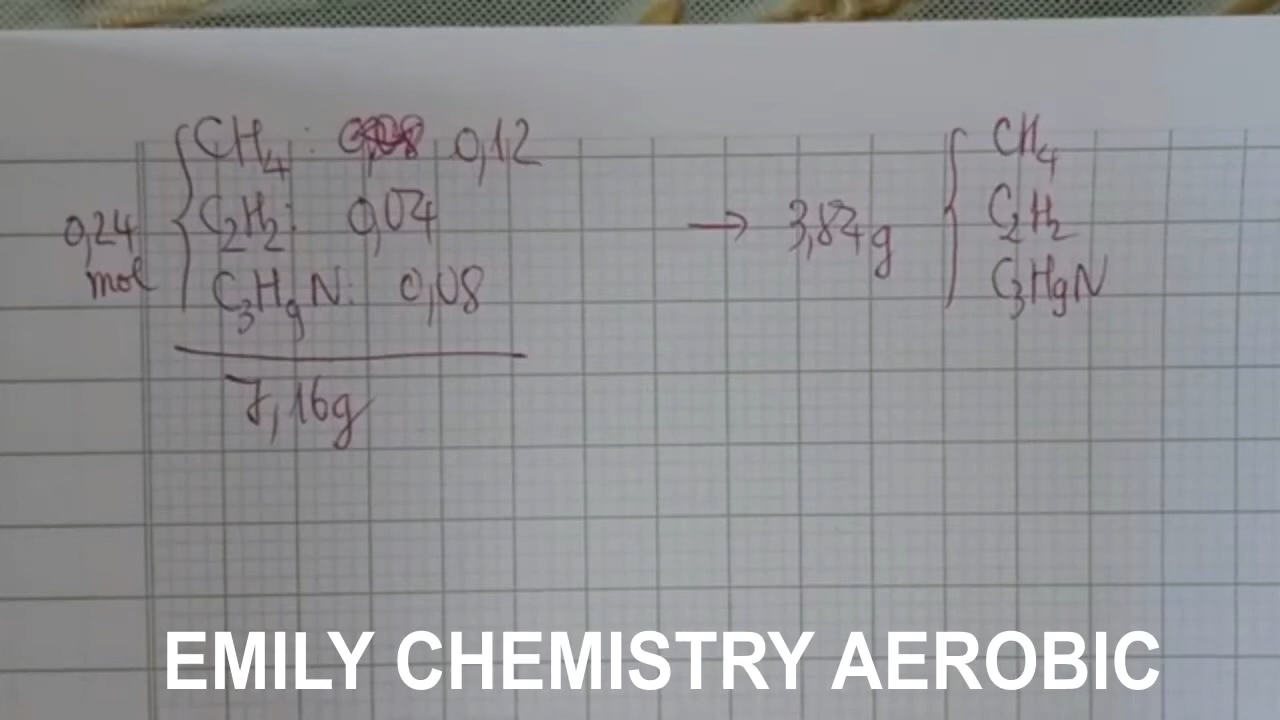 CH₄ : 0,12
0,24 mol C₂H₂: 0,04 → 3,84g
C₃H₉N: 0,08
7,16g
CH₄
C₂H₂
C₃H₉N
EMILY CHEMISTRY AEROBIC